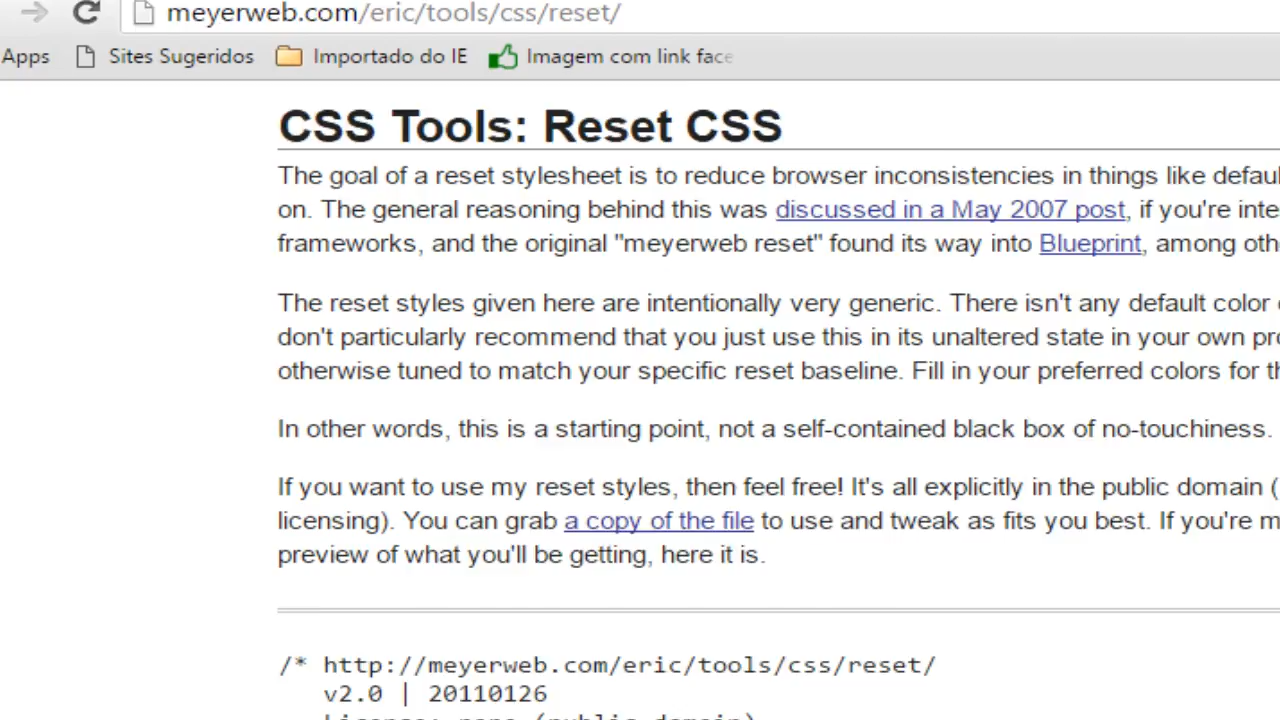 meyerweb.com/eric/tools/css/reset/
Apps Sites Sugeridos Importado do IE Imagem com link face
CSS Tools: Reset CSS
The goal of a reset stylesheet is to reduce browser inconsistencies in things like defaul
on. The general reasoning behind this was discussed in a May 2007 post, if you're inte
frameworks, and the original "meyerweb reset" found its way into Blueprint, among oth
The reset styles given here are intentionally very generic. There isn't any default color
don't particularly recommend that you just use this in its unaltered state in your own pro
otherwise tuned to match your specific reset baseline. Fill in your preferred colors for th
In other words, this is a starting point, not a self-contained black box of no-touchiness.
If you want to use my reset styles, then feel free! It's all explicitly in the public domain (
licensing). You can grab a copy of the file to use and tweak as fits you best. If you're m
preview of what you'll be getting, here it is.
/* http://meyerweb.com/eric/tools/css/reset/
v2.0 | 20110126
License: none (public domain)